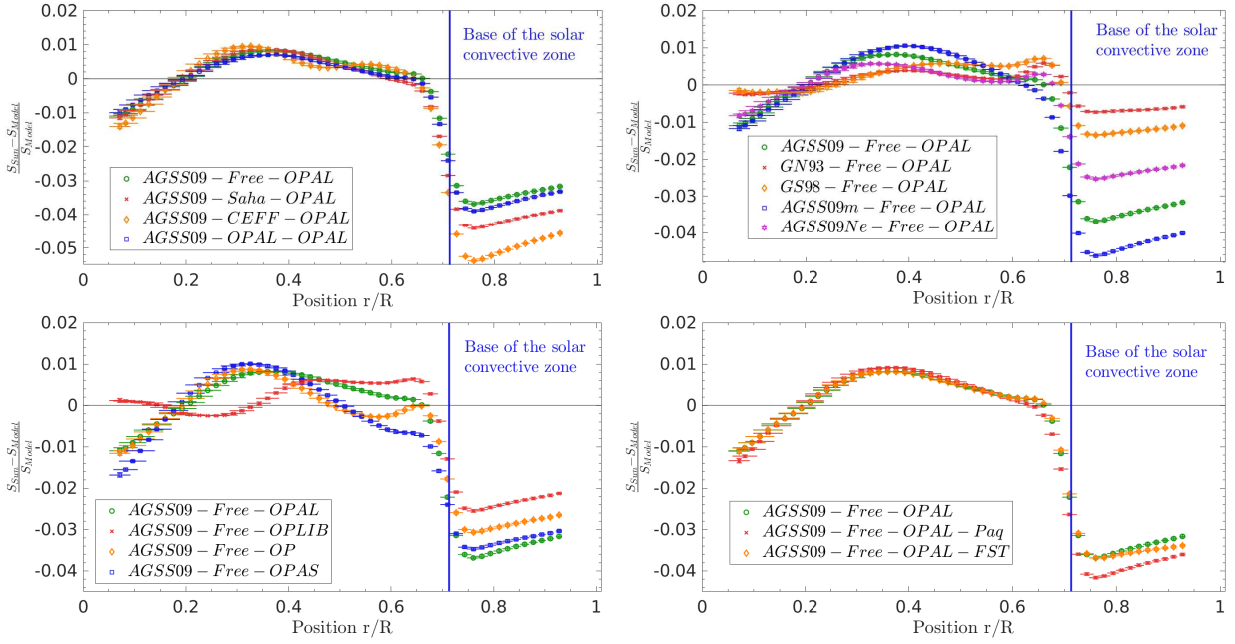 0.02
0.01
0
-0.01
-0.02
-0.03
-0.04
-0.05
S_Sun−S_Model
S_Model
Base of the solar
convective zone
AGSS09−Free−OPAL
AGSS09−Saha−OPAL
AGSS09−CEFF−OPAL
AGSS09−OPAL−OPAL
0 0.2 0.4 0.6 0.8 1
Position r/R
0.02
0.01
0
-0.01
-0.02
-0.03
-0.04
S_Sun−S_Model
S_Model
Base of the solar
convective zone
AGSS09−Free−OPAL
GN93−Free−OPAL
GS98−Free−OPAL
AGSS09m−Free−OPAL
AGSS09Ne−Free−OPAL
0 0.2 0.4 0.6 0.8 1
Position r/R
0.02
0.01
0
-0.01
-0.02
-0.03
-0.04
S_Sun−S_Model
S_Model
Base of the solar
convective zone
AGSS09−Free−OPAL
AGSS09−Free−OPLIB
AGSS09−Free−OP
AGSS09−Free−OPAS
0 0.2 0.4 0.6 0.8 1
Position r/R
0.02
0.01
0
-0.01
-0.02
-0.03
-0.04
S_Sun−S_Model
S_Model
Base of the solar
convective zone
AGSS09−Free−OPAL
AGSS09−Free−OPAL−Paq
AGSS09−Free−OPAL−FST
0 0.2 0.4 0.6 0.8 1
Position r/R